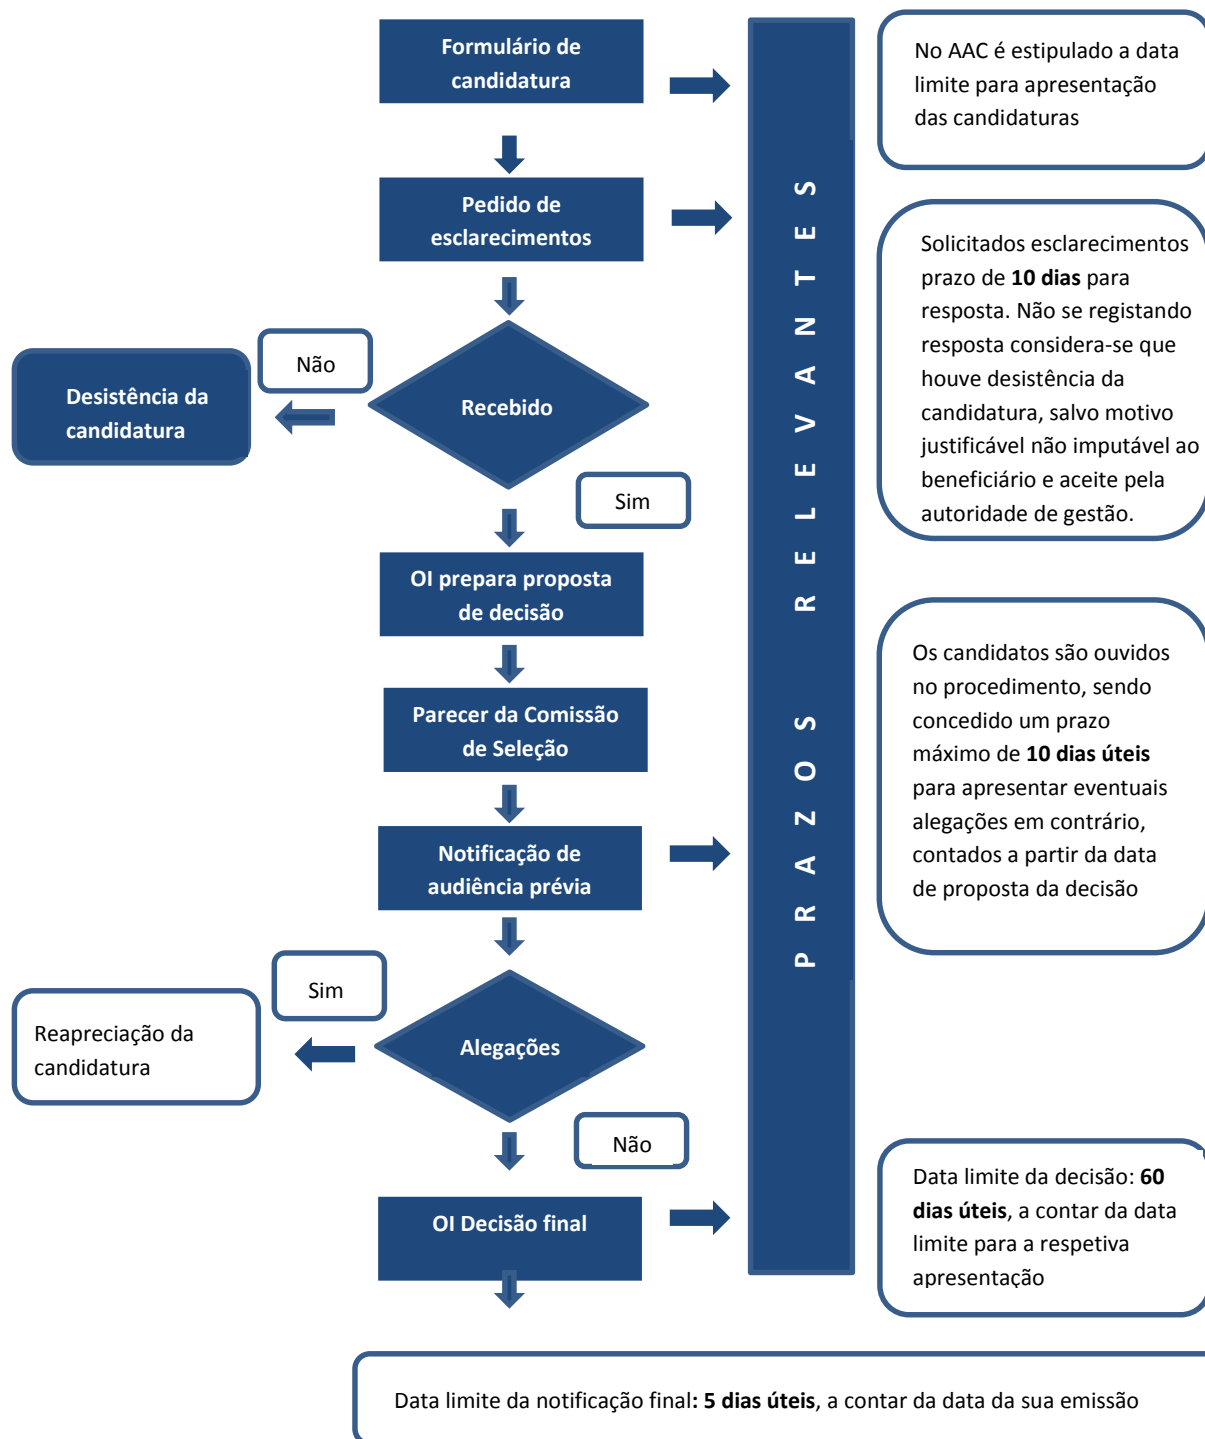 Formulário de
candidatura
No AAC é estipulado a data
limite para apresentação
das candidaturas
Pedido de
esclarecimentos
Solicitados esclarecimentos
prazo de 10 dias para
resposta. Não se registando
resposta considera-se que
houve desistência da
candidatura, salvo motivo
justificável não imputável ao
beneficiário e aceite pela
autoridade de gestão.
Não
Desistência da
candidatura
Recebido
Sim
PRAZOS RELEVANTES
OI prepara proposta
de decisão
Parecer da Comissão
de Seleção
Os candidatos são ouvidos
no procedimento, sendo
concedido um prazo
máximo de 10 dias úteis
para apresentar eventuais
alegações em contrário,
contados a partir da data
de proposta da decisão
Notificação de
audiência prévia
Sim
Reapreciação da
candidatura
Alegações
Não
OI Decisão final
Data limite da decisão: 60
dias úteis, a contar da data
limite para a respetiva
apresentação
Data limite da notificação final: 5 dias úteis, a contar da data da sua emissão